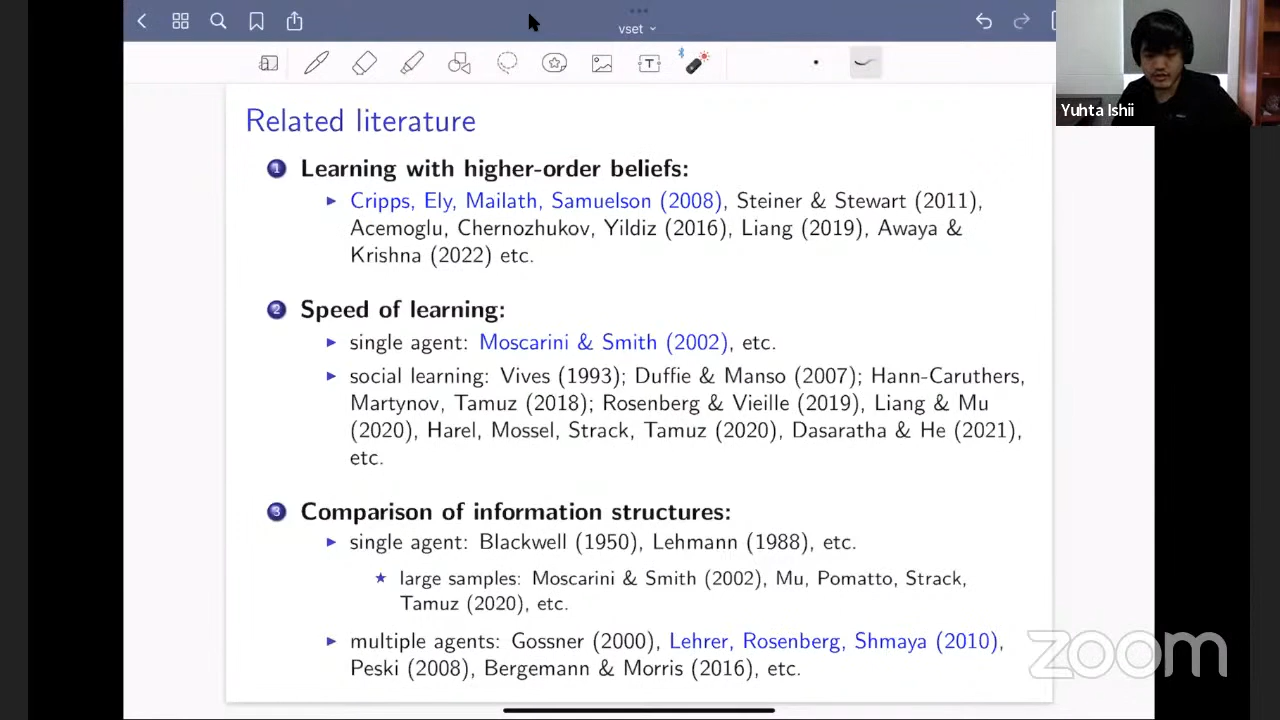 vset
Yuhta Ishii
Related literature
1 Learning with higher-order beliefs:
Cripps, Ely, Mailath, Samuelson (2008), Steiner & Stewart (2011),
Acemoglu, Chernozhukov, Yildiz (2016), Liang (2019), Awaya &
Krishna (2022) etc.
2 Speed of learning:
single agent: Moscarini & Smith (2002), etc.
social learning: Vives (1993); Duffie & Manso (2007); Hann-Caruthers,
Martynov, Tamuz (2018); Rosenberg & Vieille (2019), Liang & Mu
(2020), Harel, Mossel, Strack, Tamuz (2020), Dasaratha & He (2021),
etc.
3 Comparison of information structures:
single agent: Blackwell (1950), Lehmann (1988), etc.
large samples: Moscarini & Smith (2002), Mu, Pomatto, Strack,
Tamuz (2020), etc.
multiple agents: Gossner (2000), Lehrer, Rosenberg, Shmaya (2010),
Peski (2008), Bergemann & Morris (2016), etc.
zoom